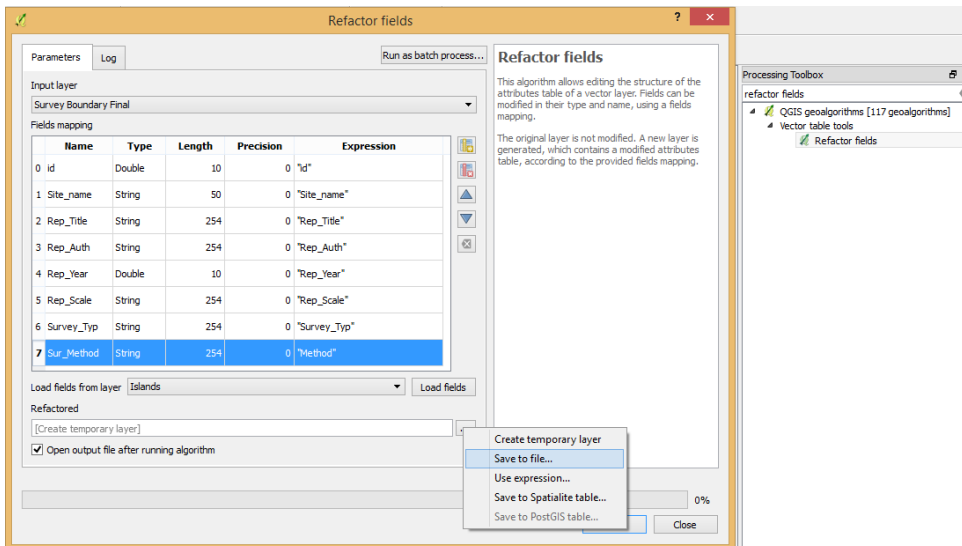 Refactor fields
?
×
Parameters
Log
Run as batch process...
Input layer
Survey Boundary Final
Fields mapping
Name Type Length Precision Expression
0 id Double 10 0 "id"
1 Site_name String 50 0 "Site_name"
2 Rep_Title String 254 0 "Rep_Title"
3 Rep_Auth String 254 0 "Rep_Auth"
4 Rep_Year Double 10 0 "Rep_Year"
5 Rep_Scale String 254 0 "Rep_Scale"
6 Survey_Typ String 254 0 "Survey_Typ"
7 Sur_Method String 254 0 "Method"
Load fields from layer Islands Load fields
Refactored
[Create temporary layer]
Open output file after running algorithm
Refactor fields
This algorithm allows editing the structure of the
attributes table of a vector layer. Fields can be
modified in their type and name, using a fields
mapping.
The original layer is not modified. A new layer is
generated, which contains a modified attributes
table, according to the provided fields mapping.
Create temporary layer
Save to file...
Use expression...
Save to Spatialite table...
Save to PostGIS table...
0%
Close
Processing Toolbox
refactor fields
QGIS geoalgorithms [117 geoalgorithms]
Vector table tools
Refactor fields